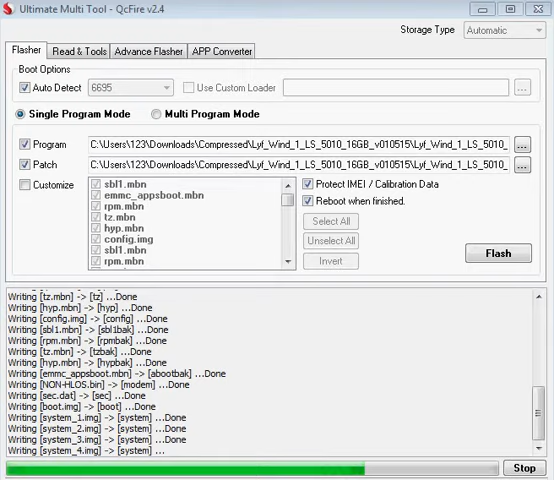 Ultimate Multi Tool - QcFire v2.4
Storage Type Automatic
Flasher Read & Tools Advance Flasher APP Converter
Boot Options
Auto Detect 6695 Use Custom Loader ...
Single Program Mode Multi Program Mode
Program C:\Users\123\Downloads\Compressed\Lyf_Wind_1_LS_5010_16GB_v010515\Lyf_Wind_1_LS_5010_ ...
Patch C:\Users\123\Downloads\Compressed\Lyf_Wind_1_LS_5010_16GB_v010515\Lyf_Wind_1_LS_5010_ ...
Customize
sbl1.mbn
emmc_appsboot.mbn
rpm.mbn
tz.mbn
hyp.mbn
config.img
sbl1.mbn
rpm.mbn
Protect IMEI / Calibration Data
Reboot when finished.
Select All
Unselect All
Invert
Flash
Writing [tz.mbn] -> [tz] ...Done
Writing [hyp.mbn] -> [hyp] ...Done
Writing [config.img] -> [config] ...Done
Writing [sbl1.mbn] -> [sbl1bak] ...Done
Writing [rpm.mbn] -> [rpmbak] ...Done
Writing [tz.mbn] -> [tzbak] ...Done
Writing [hyp.mbn] -> [hypbak] ...Done
Writing [emmc_appsboot.mbn] -> [abootbak] ...Done
Writing [NON-HLOS.bin] -> [modem] ...Done
Writing [sec.dat] -> [sec] ...Done
Writing [boot.img] -> [boot] ...Done
Writing [system_1.img] -> [system] ...Done
Writing [system_2.img] -> [system] ...Done
Writing [system_3.img] -> [system] ...Done
Writing [system_4.img] -> [system] ...
Stop